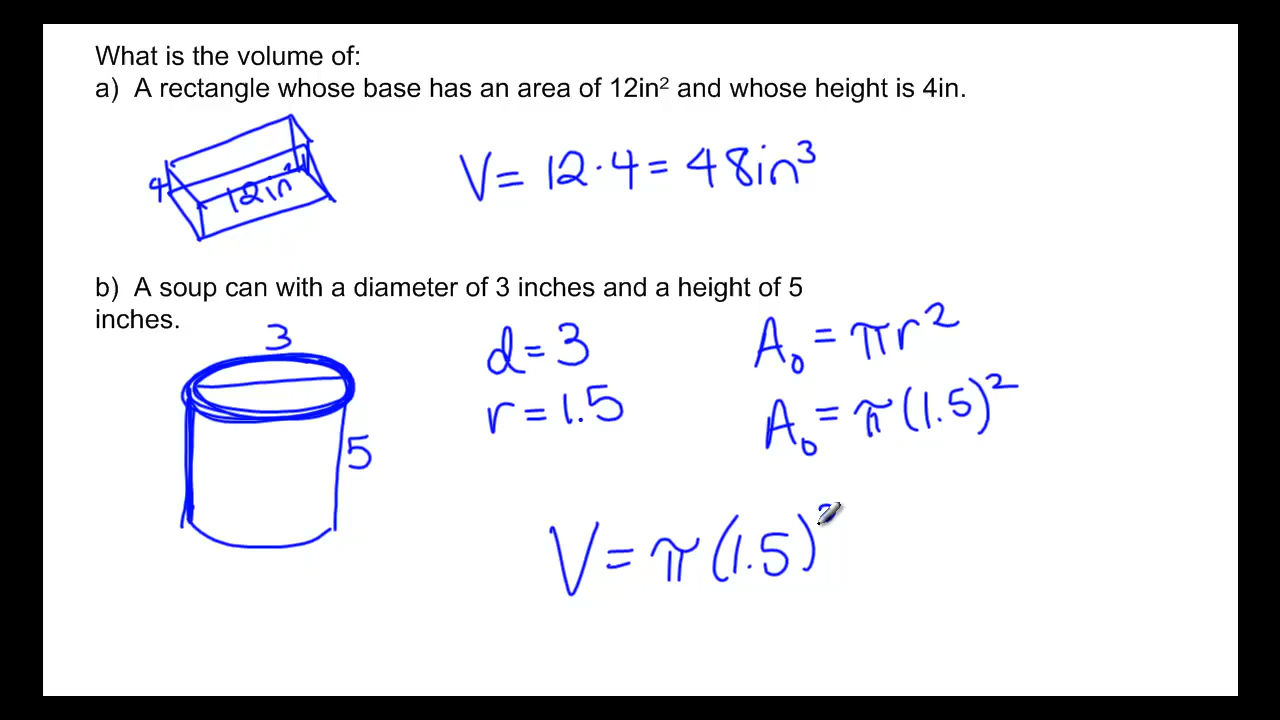 What is the volume of:
a) A rectangle whose base has an area of 12in² and whose height is 4in.
4
12in²
V = 12 · 4 = 48in³
b) A soup can with a diameter of 3 inches and a height of 5
inches.
3
5
d = 3
r = 1.5
A₀ = πr²
A₀ = π(1.5)²
V = π(1.5)